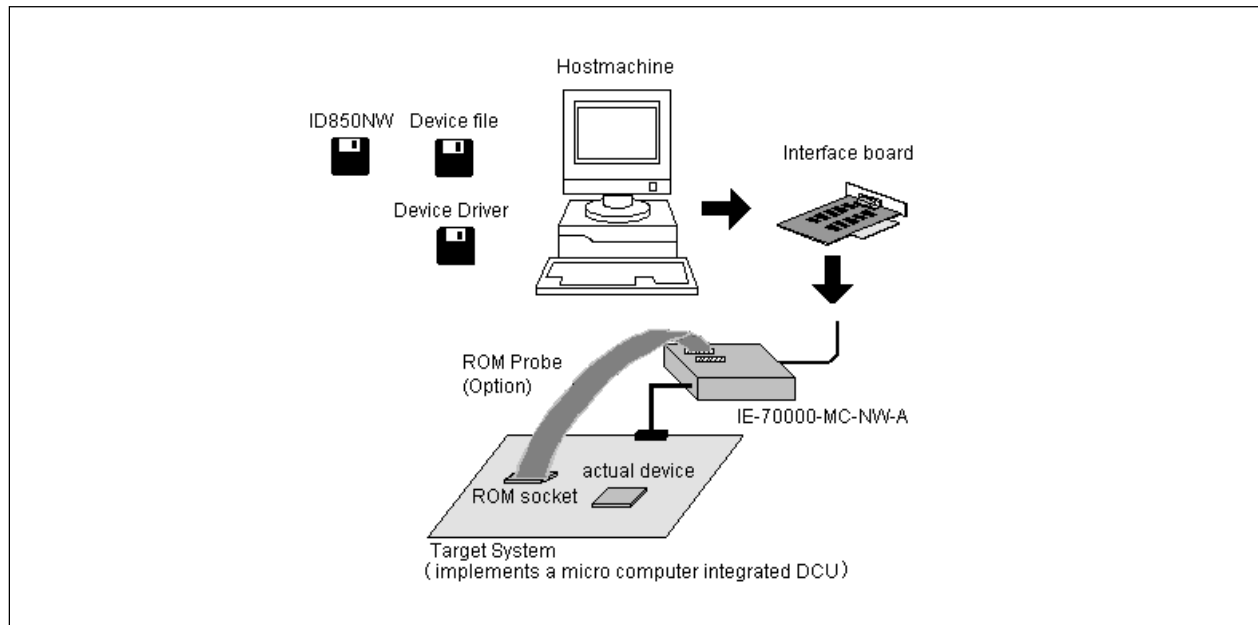 Hostmachine
ID850NW
Device file
Interface board
Device Driver
ROM Probe
(Option)
IE-70000-MC-NW-A
actual device
ROM socket
Target System
(implements a micro computer integrated DCU)